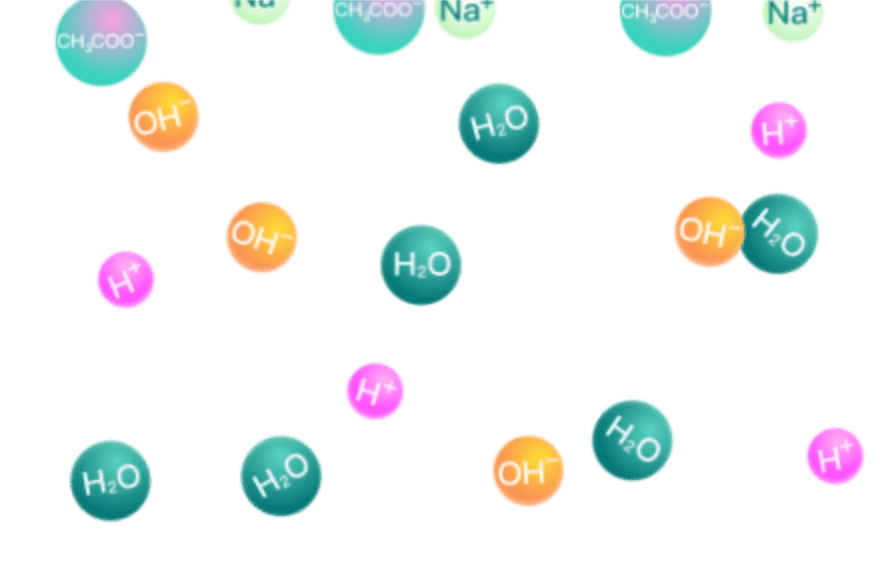 Na
CH₃COO⁻
Na⁺
CH₃COO⁻
Na⁺
CH₃COO⁻
OH⁻
H₂O
H⁺
OH⁻
H₂O
OH⁻
H₂O
H⁺
H⁺
H₂O
H₂O
H₂O
OH⁻
H⁺